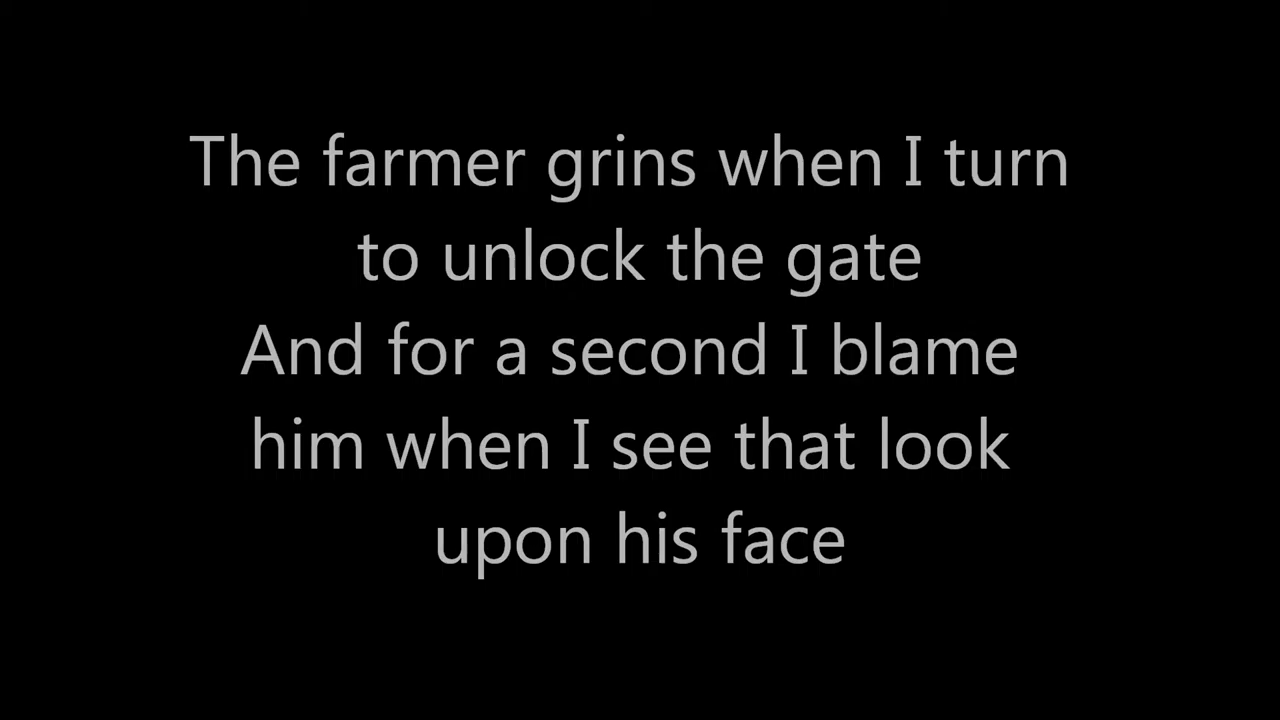 The farmer grins when I turn
to unlock the gate
And for a second I blame
him when I see that look
upon his face